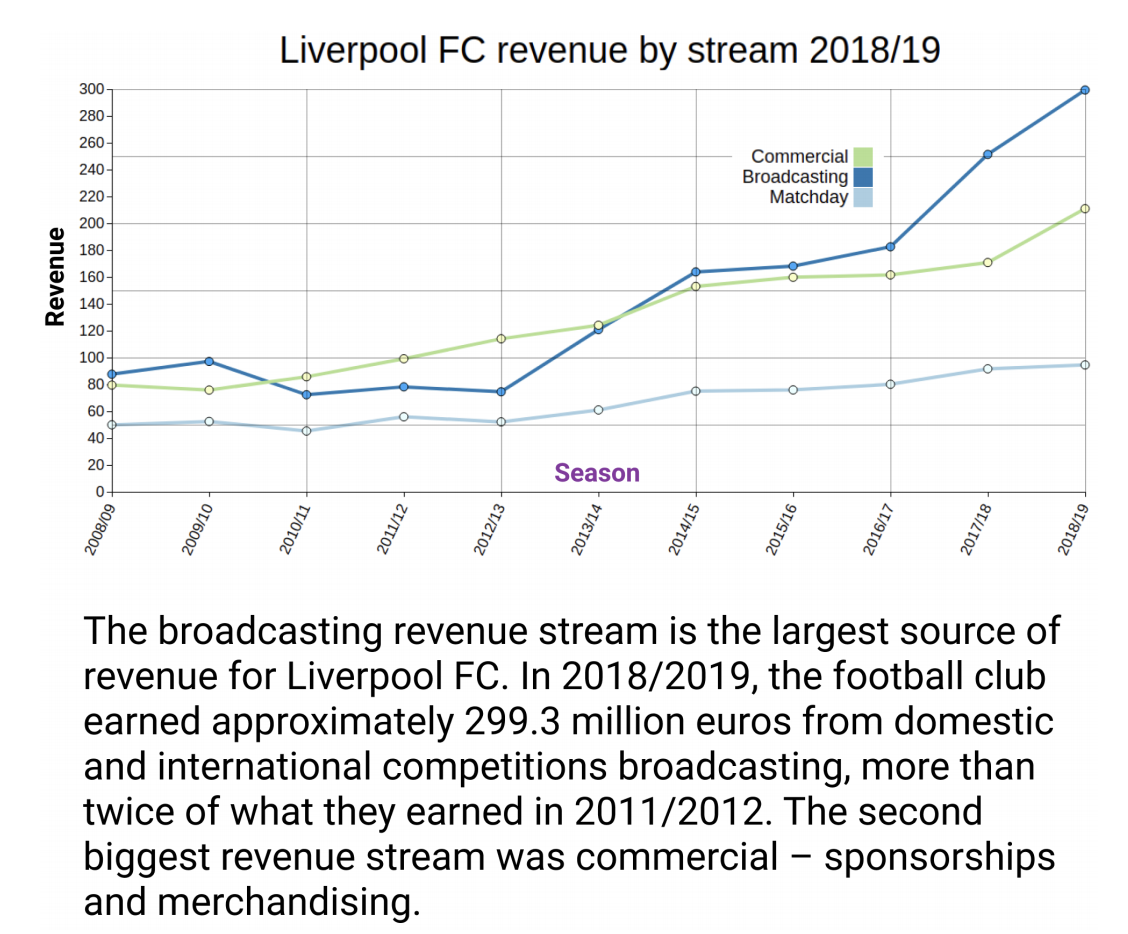 Liverpool FC revenue by stream 2018/19
300
280
260
240
220
200
180
160
140
120
100
80
60
40
20
0
Revenue
Commercial
Broadcasting
Matchday
Season
2008/09
2009/10
2010/11
2011/12
2012/13
2013/14
2014/15
2015/16
2016/17
2017/18
2018/19
The broadcasting revenue stream is the largest source of
revenue for Liverpool FC. In 2018/2019, the football club
earned approximately 299.3 million euros from domestic
and international competitions broadcasting, more than
twice of what they earned in 2011/2012. The second
biggest revenue stream was commercial – sponsorships
and merchandising.